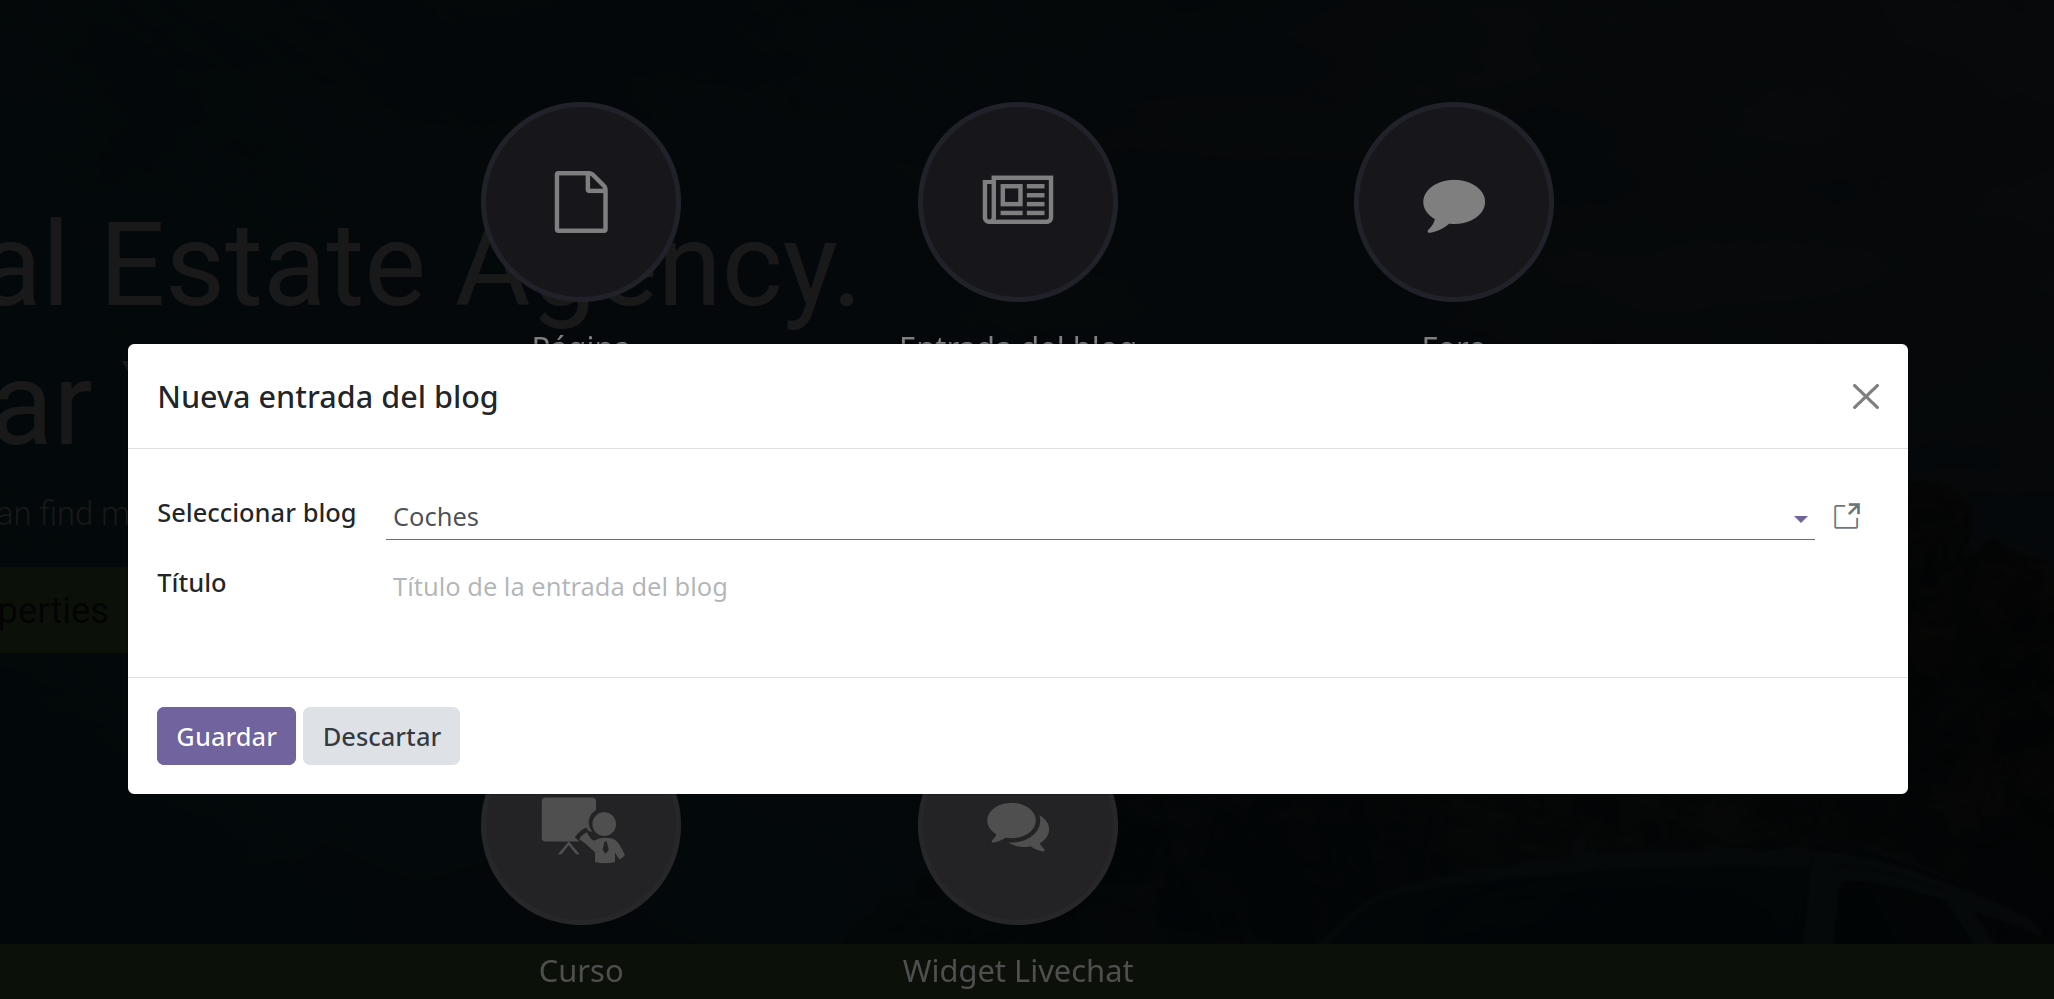 al Estate Agency.
Página
Entrada del blog
Foro
ar
Nueva entrada del blog
Seleccionar blog
Coches
an find m
Título
Título de la entrada del blog
perties
Guardar
Descartar
Curso
Widget Livechat